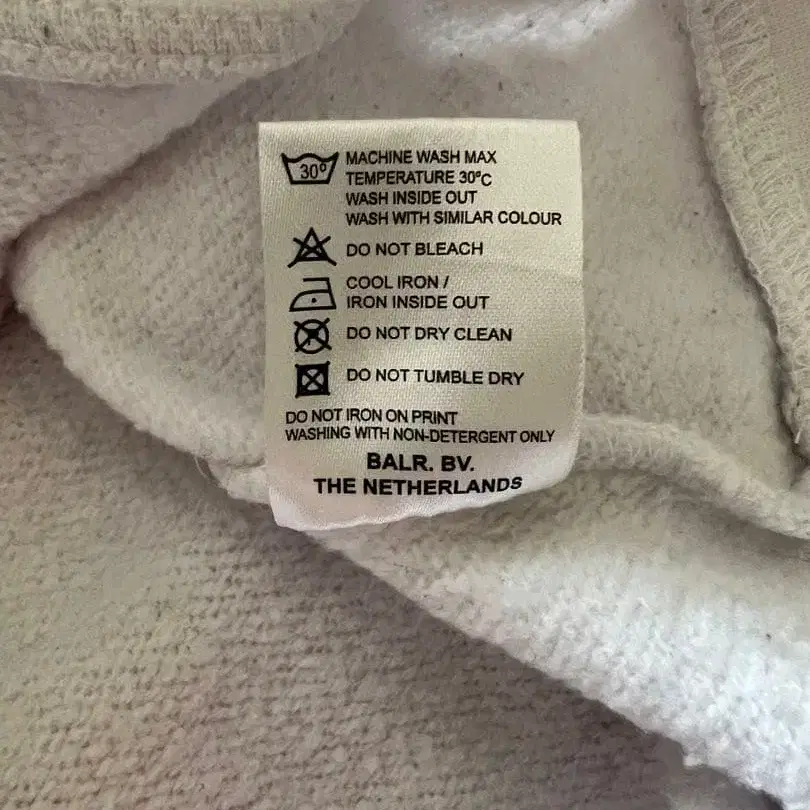 30°
MACHINE WASH MAX
TEMPERATURE 30°C
WASH INSIDE OUT
WASH WITH SIMILAR COLOUR
DO NOT BLEACH
COOL IRON /
IRON INSIDE OUT
DO NOT DRY CLEAN
DO NOT TUMBLE DRY
DO NOT IRON ON PRINT
WASHING WITH NON-DETERGENT ONLY
BALR. BV.
THE NETHERLANDS